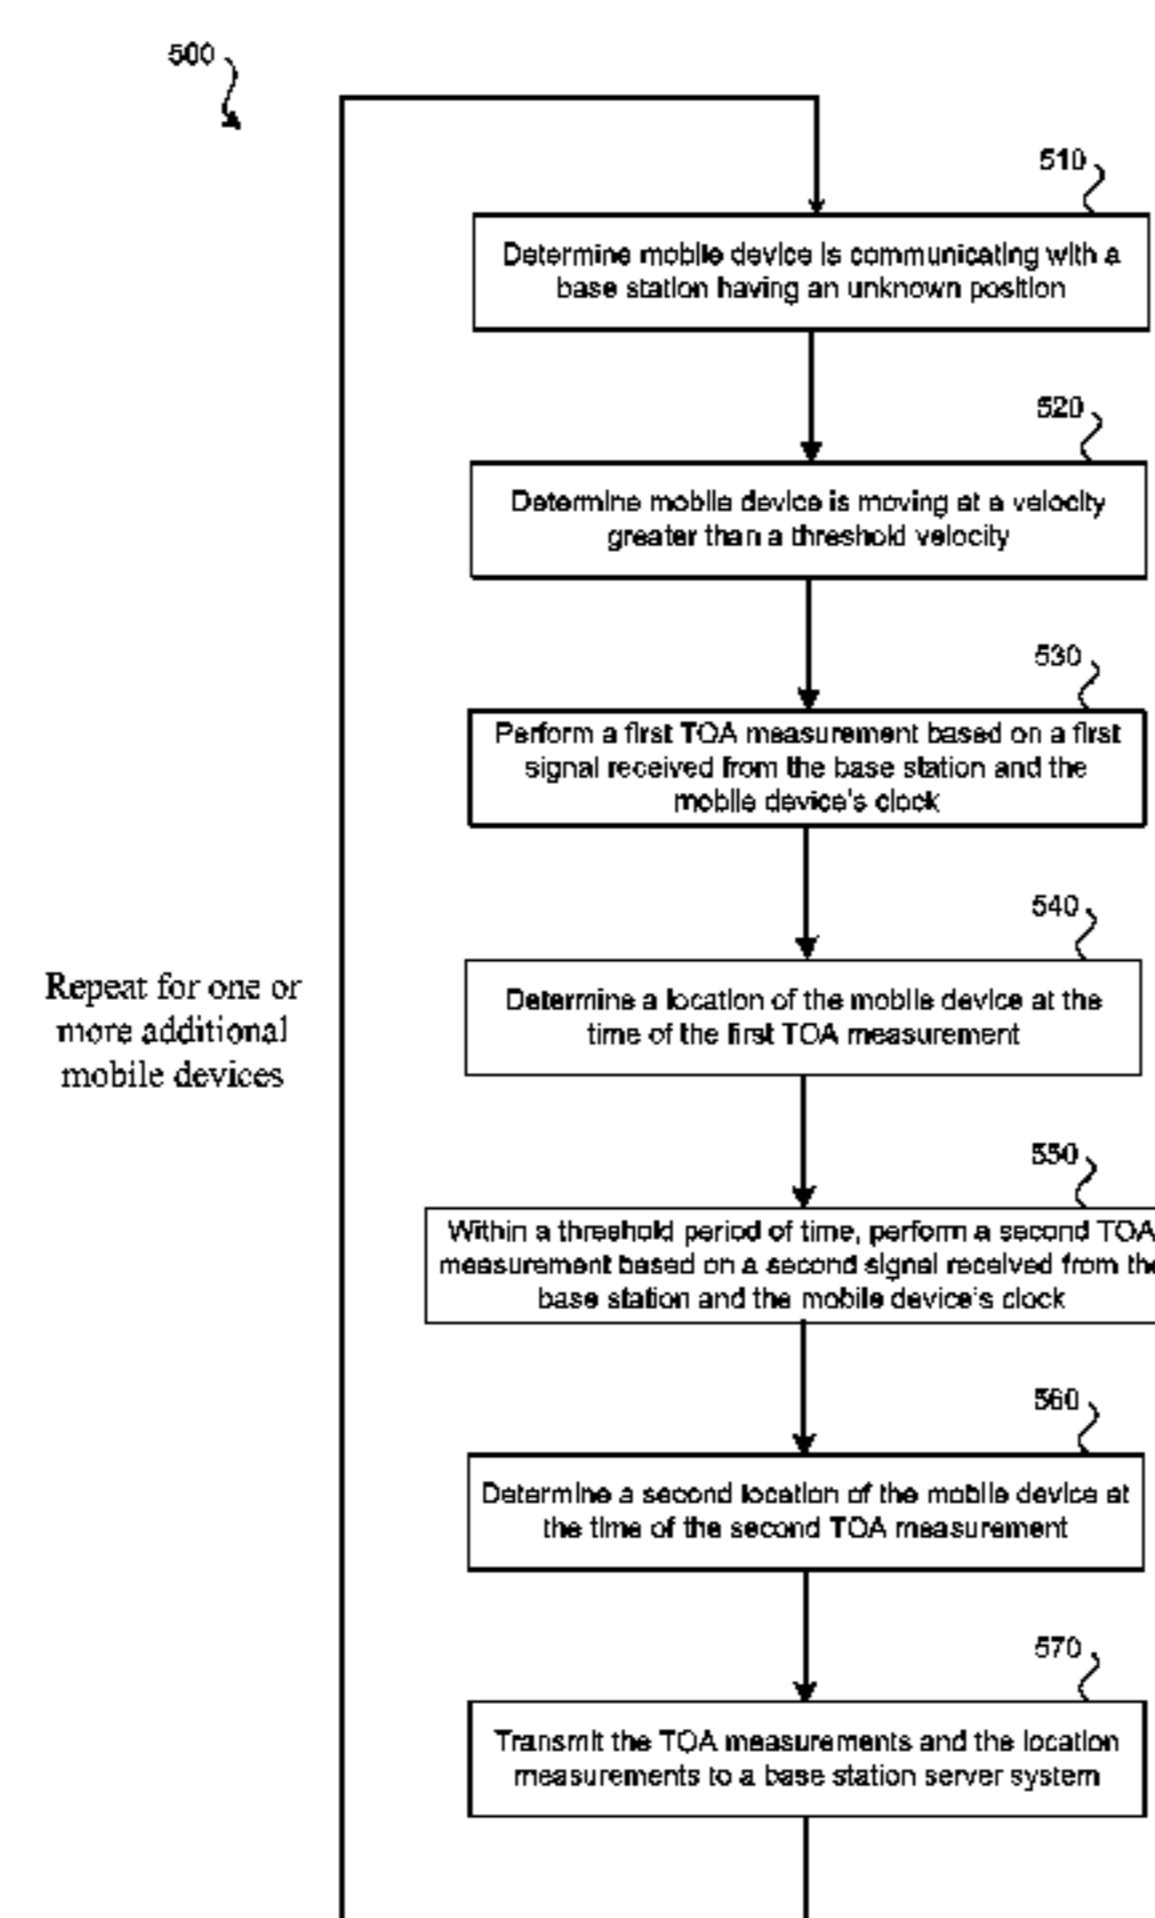 500
510
Determine mobile device is communicating with a
base station having an unknown position
520
Determine mobile device is moving at a velocity
greater than a threshold velocity
530
Perform a first TOA measurement based on a first
signal received from the base station and the
mobile device's clock
540
Determine a location of the mobile device at the
time of the first TOA measurement
Repeat for one or
more additional
mobile devices
550
Within a threshold period of time, perform a second TOA
measurement based on a second signal received from the
base station and the mobile device's clock
560
Determine a second location of the mobile device at
the time of the second TOA measurement
570
Transmit the TOA measurements and the location
measurements to a base station server system